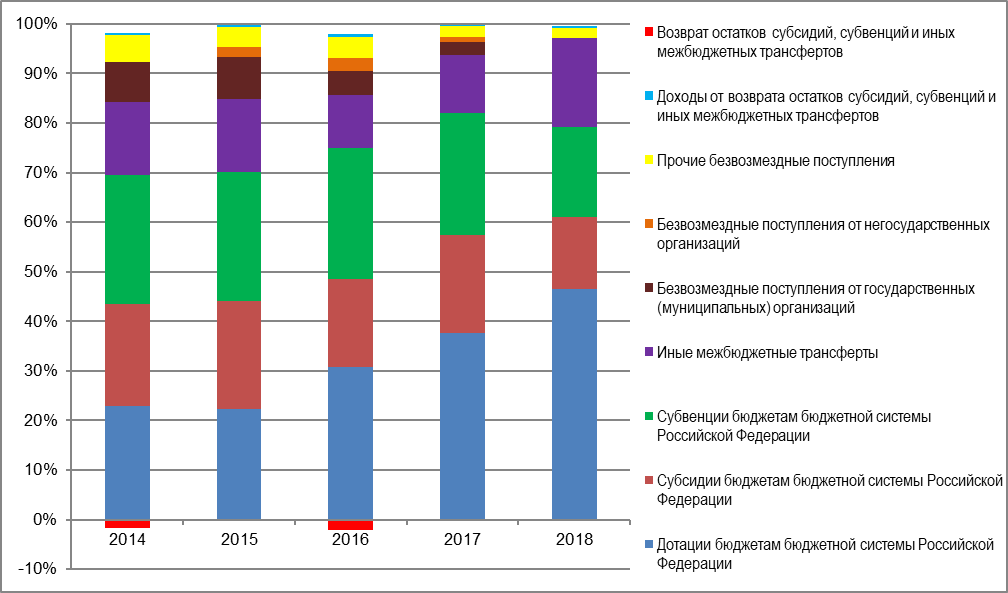 100%
90%
80%
70%
60%
50%
40%
30%
20%
10%
0%
-10%
2014 2015 2016 2017 2018
Возврат остатков субсидий, субвенций и иных
межбюджетных трансфертов
Доходы от возврата остатков субсидий, субвенций и
иных межбюджетных трансфертов
Прочие безвозмездные поступления
Безвозмездные поступления от негосударственных
организаций
Безвозмездные поступления от государственных
(муниципальных) организаций
Иные межбюджетные трансферты
Субвенции бюджетам бюджетной системы
Российской Федерации
Субсидии бюджетам бюджетной системы Российской
Федерации
Дотации бюджетам бюджетной системы Российской
Федерации